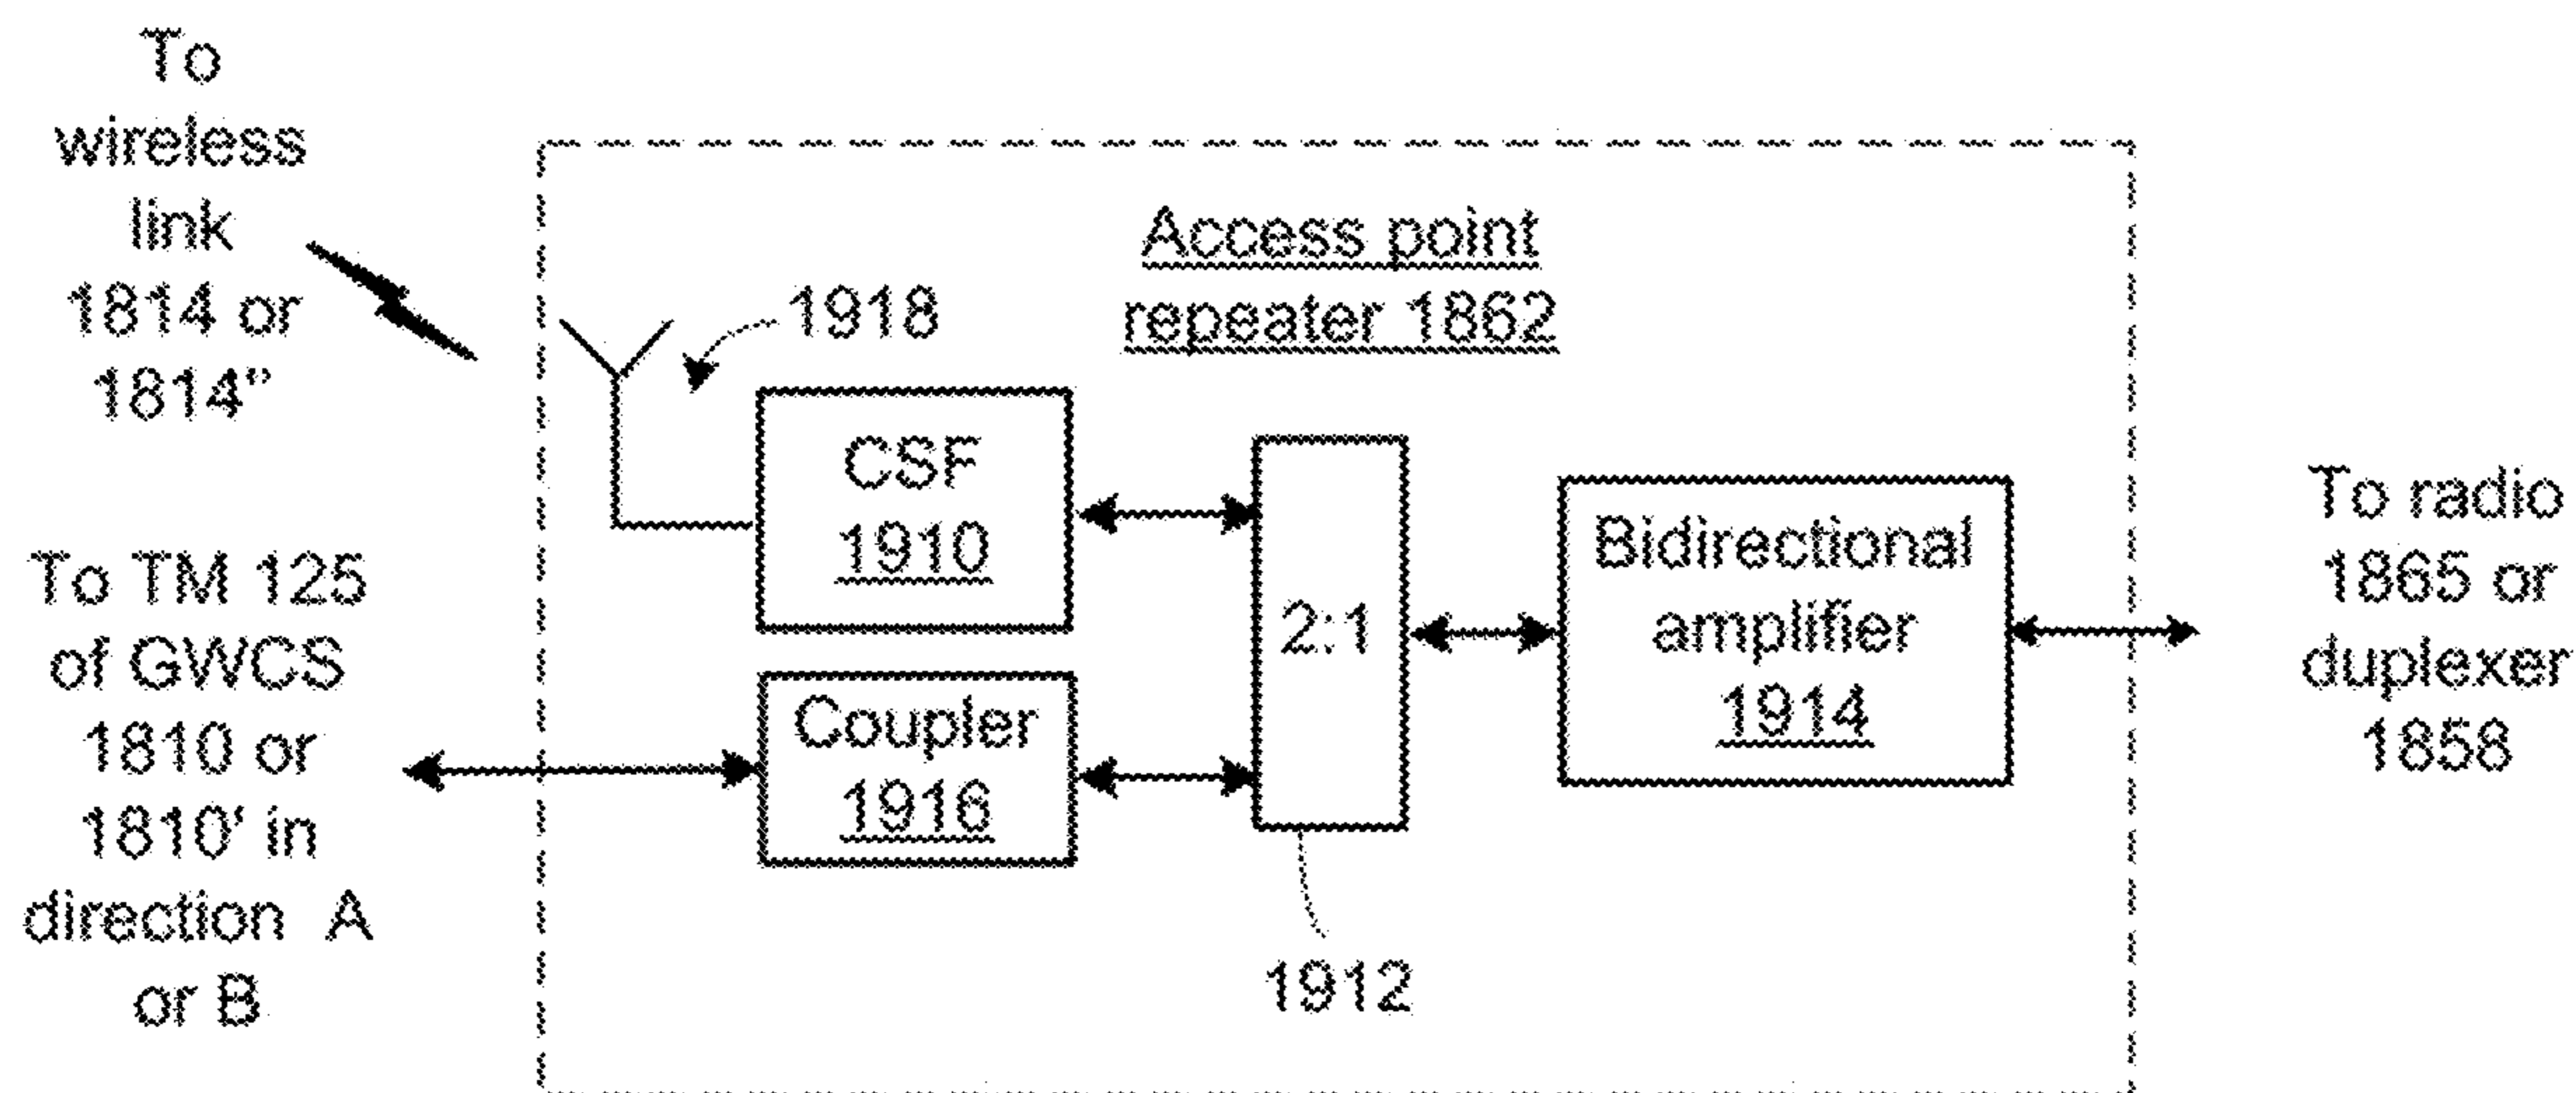 To
wireless
link
1814 or
1814"
To TM 125
of GWCS
1810 or
1810' in
direction A
or B
Access point
repeater 1862
1918
CSF
1910
Coupler
1916
2:1
1912
Bidirectional
amplifier
1914
To radio
1865 or
duplexer
1858